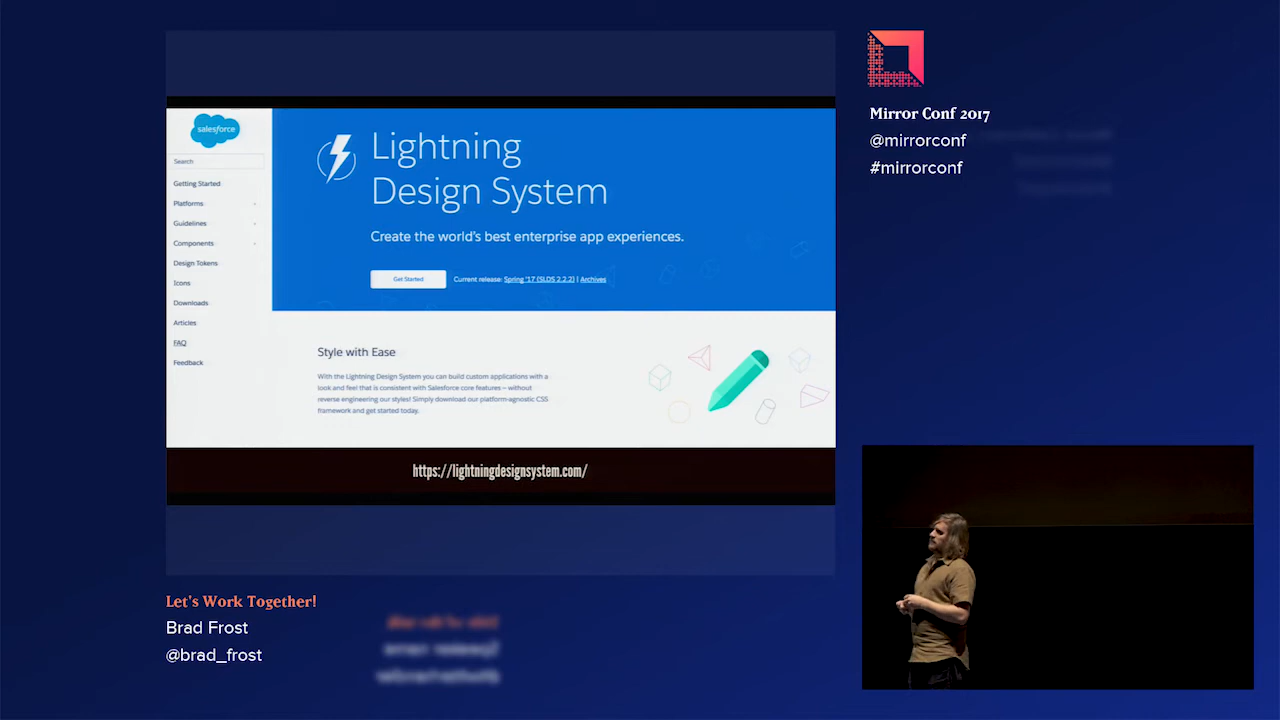 salesforce
Search
Getting Started
Platforms
Guidelines
Components
Design Tokens
Icons
Downloads
Articles
FAQ
Feedback
Lightning
Design System
Create the world's best enterprise app experiences.
Get Started
Current release: Spring '17 (SLDS 2.2.2) | Archives
Style with Ease
With the Lightning Design System you can build custom applications with a
look and feel that is consistent with Salesforce core features – without
reverse engineering our styles! Simply download our platform-agnostic CSS
framework and get started today.
https://lightningdesignsystem.com/
Mirror Conf 2017
@mirrorconf
#mirrorconf
Let's Work Together!
Brad Frost
@brad_frost